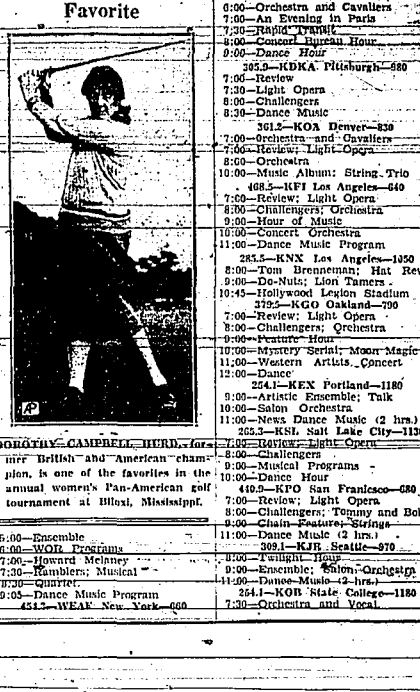 Favorite
AP
DOROTHY CAMPBELL HURD, for-
mer British and American cham-
pion, is one of the favorites in the
annual women's Pan-American golf
tournament at Biloxi, Mississippi.
5:00—Ensemble
6:00—WOR Programs
7:00—Howard Melaney
7:30—Ramblers; Musical
8:30—Quartet
9:05—Dance Music Program
454.3—WEAF New York—660
6:00—Orchestra and Cavaliers
7:00—An Evening in Paris
7:30—Rapid Transit
8:00—Concert Bureau Hour
9:00—Dance Hour
305.9—KDKA Pittsburgh—980
7:00—Review
7:30—Light Opera
8:00—Challengers
8:30—Dance Music
361.2—KOA Denver—830
7:00—Orchestra and Cavaliers
7:00—Review; Light Opera
8:00—Orchestra
10:00—Music Album; String Trio
468.5—KFI Los Angeles—640
7:00—Review; Light Opera
8:00—Challengers; Orchestra
9:00—Hour of Music
10:00—Concert Orchestra
11:00—Dance Music Program
285.5—KNX Los Angeles—1050
8:00—Tom Brenneman; Hat Rev
9:00—Do-Nuts; Lion Tamers
10:45—Hollywood Legion Stadium
379.5—KGO Oakland—790
7:00—Review; Light Opera
8:00—Challengers; Orchestra
9:00—Feature Hour
10:00—Mystery Serial; Moon Magic
11:00—Western Artists, Concert
12:00—Dance
254.1—KEX Portland—1180
9:00—Artistic Ensemble; Talk
10:00—Salon Orchestra
11:00—News Dance Music (2 hrs.)
265.3—KSL Salt Lake City—113
7:00—Review; Light Opera
8:00—Challengers
9:00—Musical Programs
10:00—Dance Hour
440.9—KPO San Franicsco—680
7:00—Review; Light Opera
8:00—Challengers; Tommy and Bob
9:00—Chain Feature; Strings
11:00—Dance Music (2 hrs.)
309.1—KJR Seattle—970
8:00—Twilight Hour
9:00—Ensemble; Salon Orchestra
11:00—Dance Music (2 hrs.)
254.1—KOB State College—1180
7:30—Orchestra and Vocal